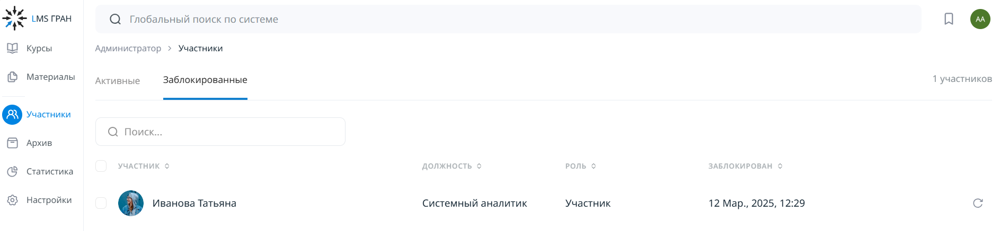 LMS ГРАН
Глобальный поиск по системе
АА
Курсы
Материалы
Участники
Архив
Статистика
Настройки
Администратор > Участники
Активные
Заблокированные
1 участников
Поиск...
УЧАСТНИК
ДОЛЖНОСТЬ
РОЛЬ
ЗАБЛОКИРОВАН
Иванова Татьяна
Системный аналитик
Участник
12 Мар., 2025, 12:29